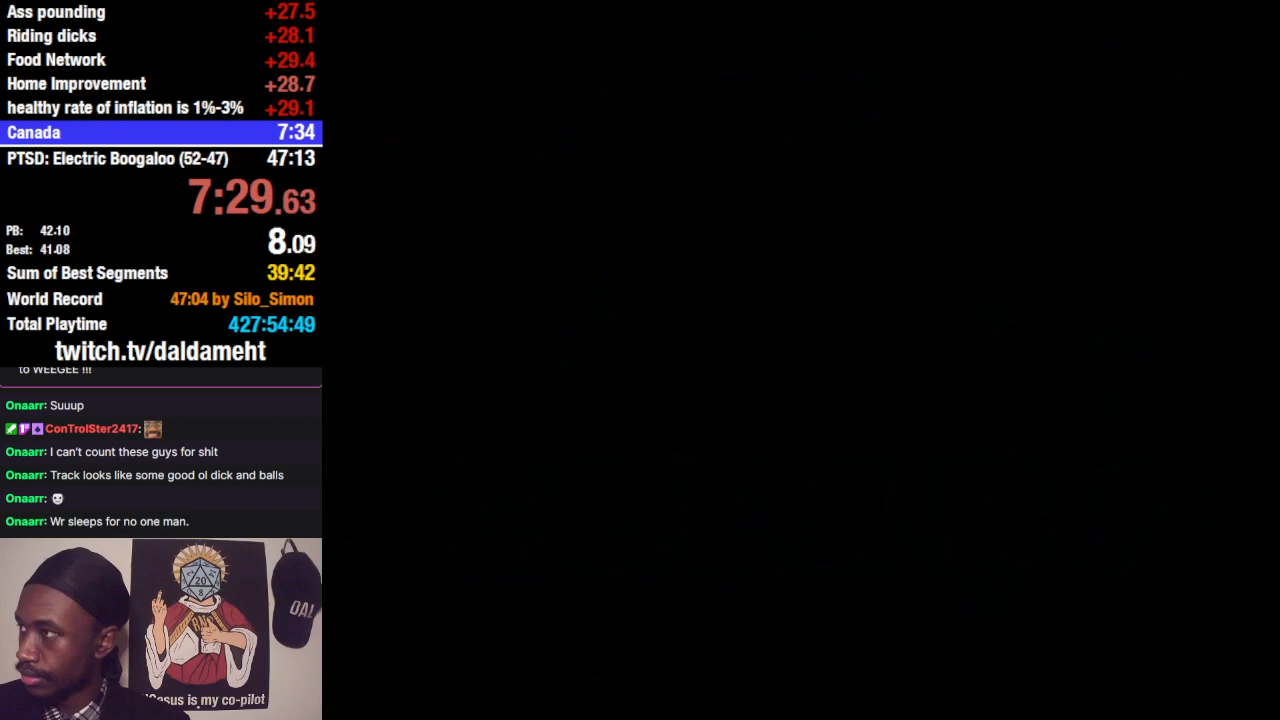 Ass pounding +27.5
Riding dicks +28.1
Food Network +29.4
Home Improvement +28.7
healthy rate of inflation is 1%-3% +29.1
Canada 7:34
PTSD: Electric Boogaloo (52-47) 47:13
7:29.63
PB: 42.10
8.09
Best: 41.08
Sum of Best Segments 39:42
World Record 47:04 by Silo_Simon
Total Playtime 427:54:49
twitch.tv/daldameht
to WEEGEE !!!
Onaarr: Suuup
ConTrolSter2417:
Onaarr: I can't count these guys for shit
Onaarr: Track looks like some good ol dick and balls
Onaarr:
Onaarr: Wr sleeps for no one man.
20
8
DAL
is my co-pilot